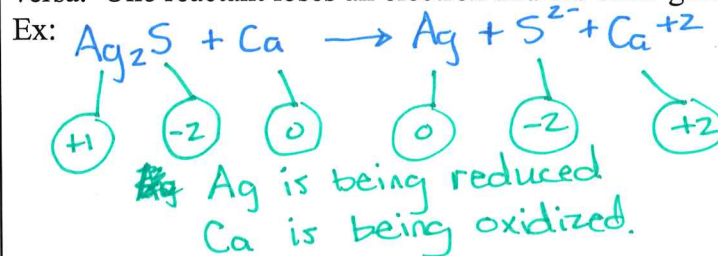 Ex: Ag₂S + Ca → Ag + S²⁻ + Ca⁺²
+1 -2 0 0 -2 +2
Ag is being reduced
Ca is being oxidized.